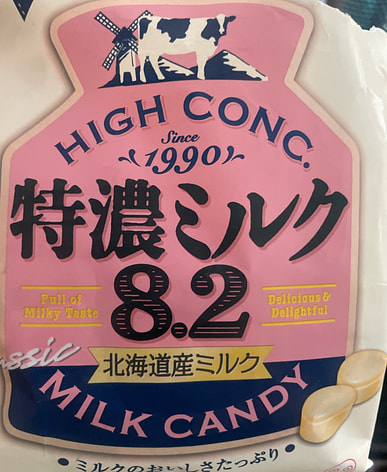 HIGH CONC.
Since
1990
特濃ミルク
8.2
Full of
Milky Taste
Delicious &
Delightful
北海道産ミルク
MILK CANDY
•ミルクのおいしさたっぷり•